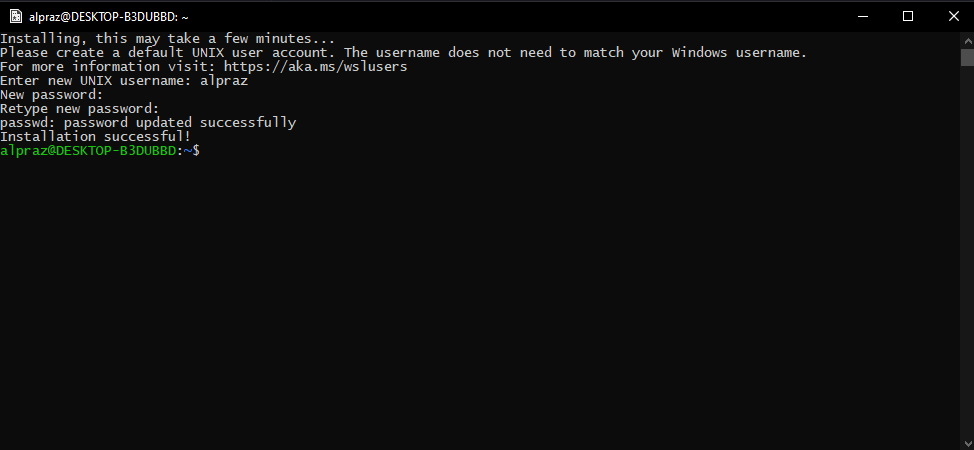 alpraz@DESKTOP-B3DUBBD: ~
Installing, this may take a few minutes...
Please create a default UNIX user account. The username does not need to match your Windows username.
For more information visit: https://aka.ms/wslusers
Enter new UNIX username: alpraz
New password:
Retype new password:
passwd: password updated successfully
Installation successful!
alpraz@DESKTOP-B3DUBBD:~$